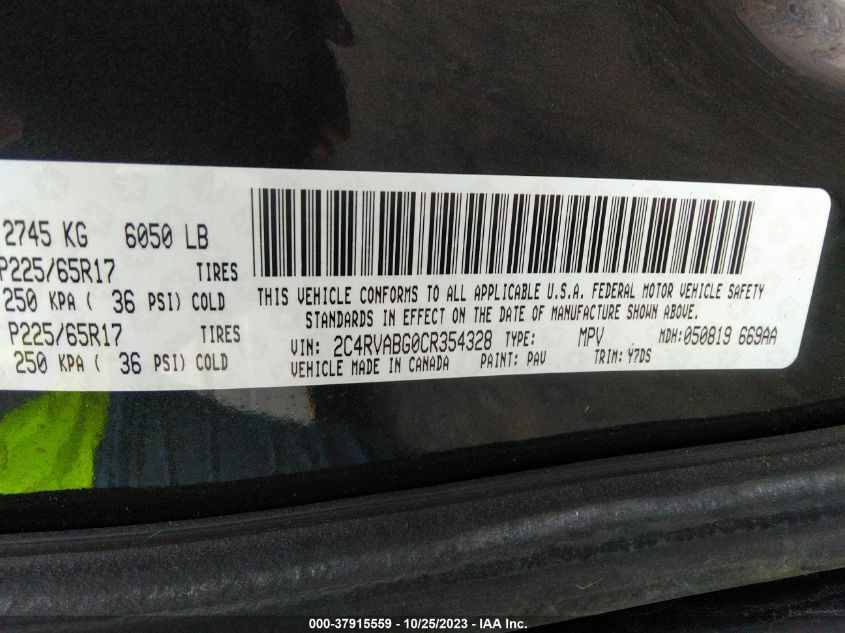 2745 KG 6050 LB
P225/65R17 TIRES
250 KPA ( 36 PSI) COLD
P225/65R17 TIRES
250 KPA ( 36 PSI) COLD
THIS VEHICLE CONFORMS TO ALL APPLICABLE U.S.A. FEDERAL MOTOR VEHICLE SAFETY
STANDARDS IN EFFECT ON THE DATE OF MANUFACTURE SHOWN ABOVE.
VIN: 2C4RVABG0CR354328 TYPE: MPV MDH:050819 669AA
VEHICLE MADE IN CANADA PAINT: PAV TRIM: Y7DS
000-37915559 - 10/25/2023 - IAA Inc.